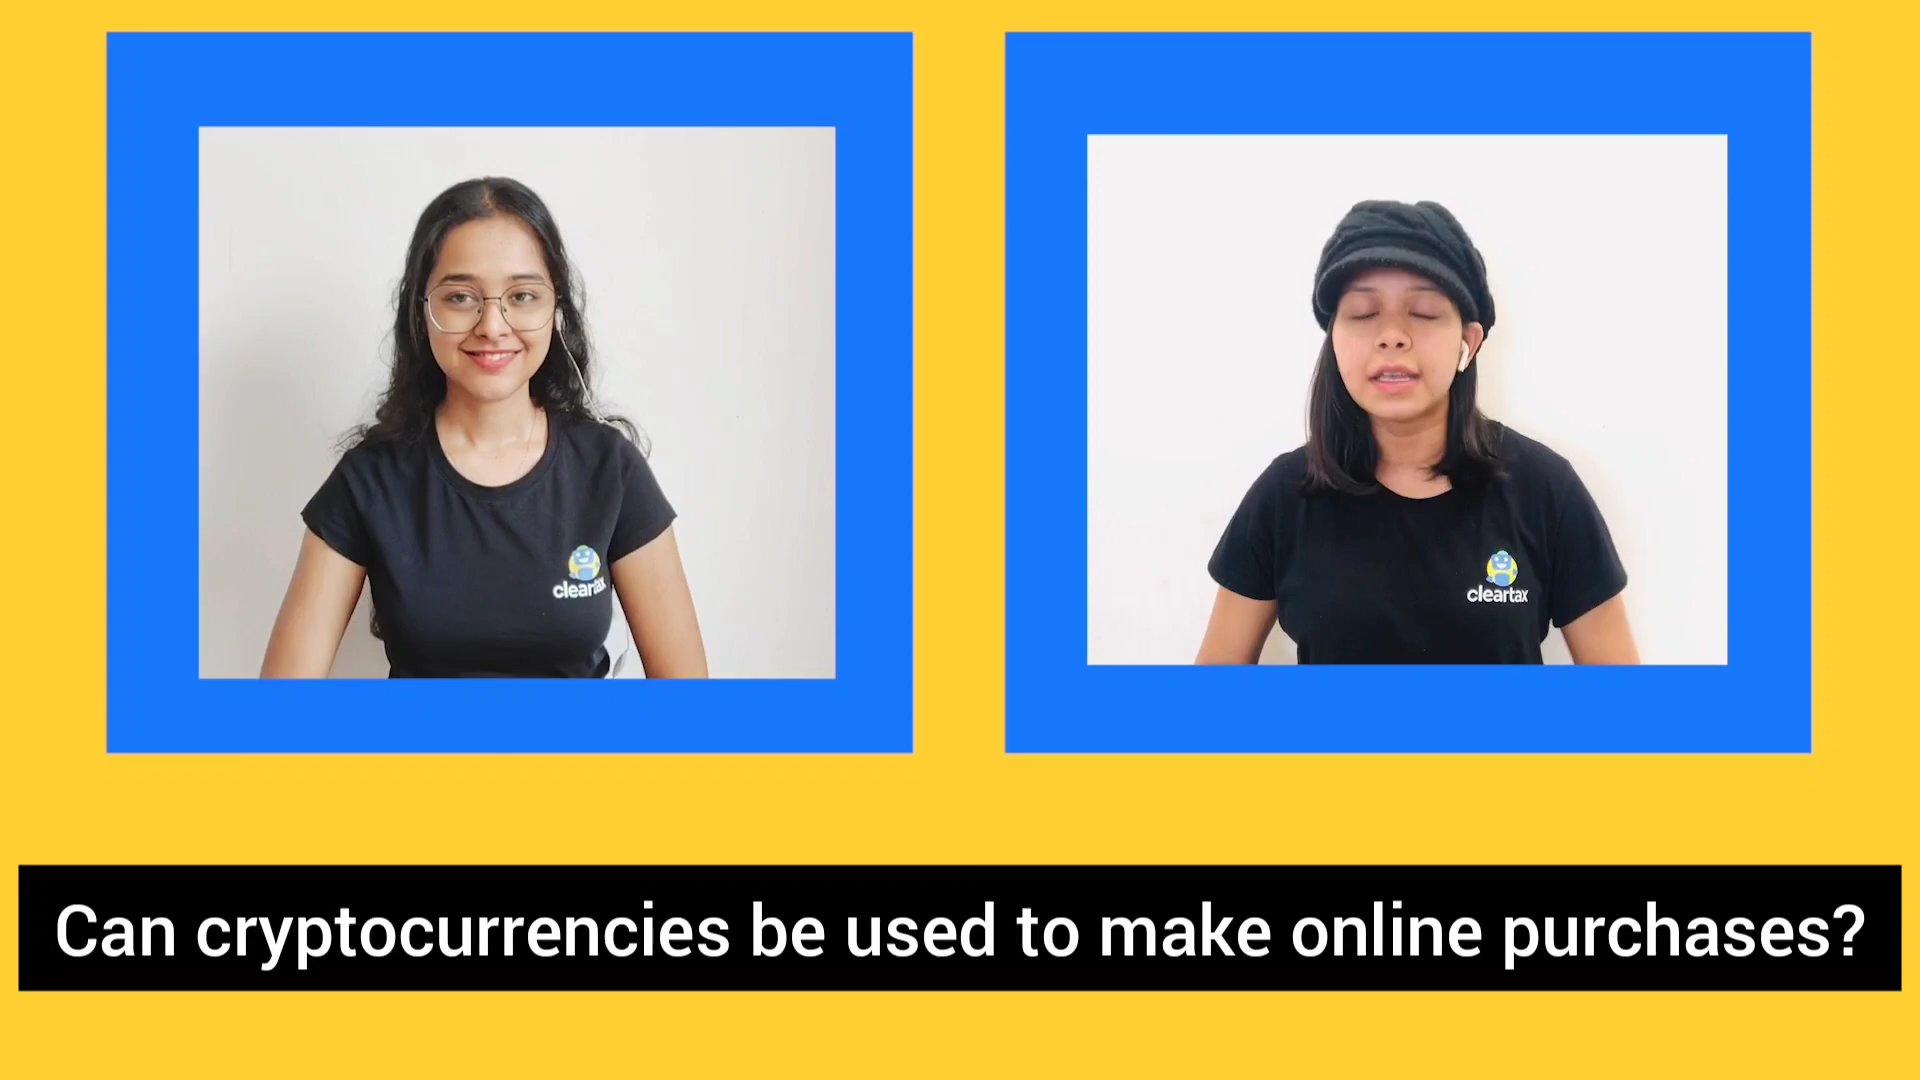 cleartax
cleartax
Can cryptocurrencies be used to make online purchases?